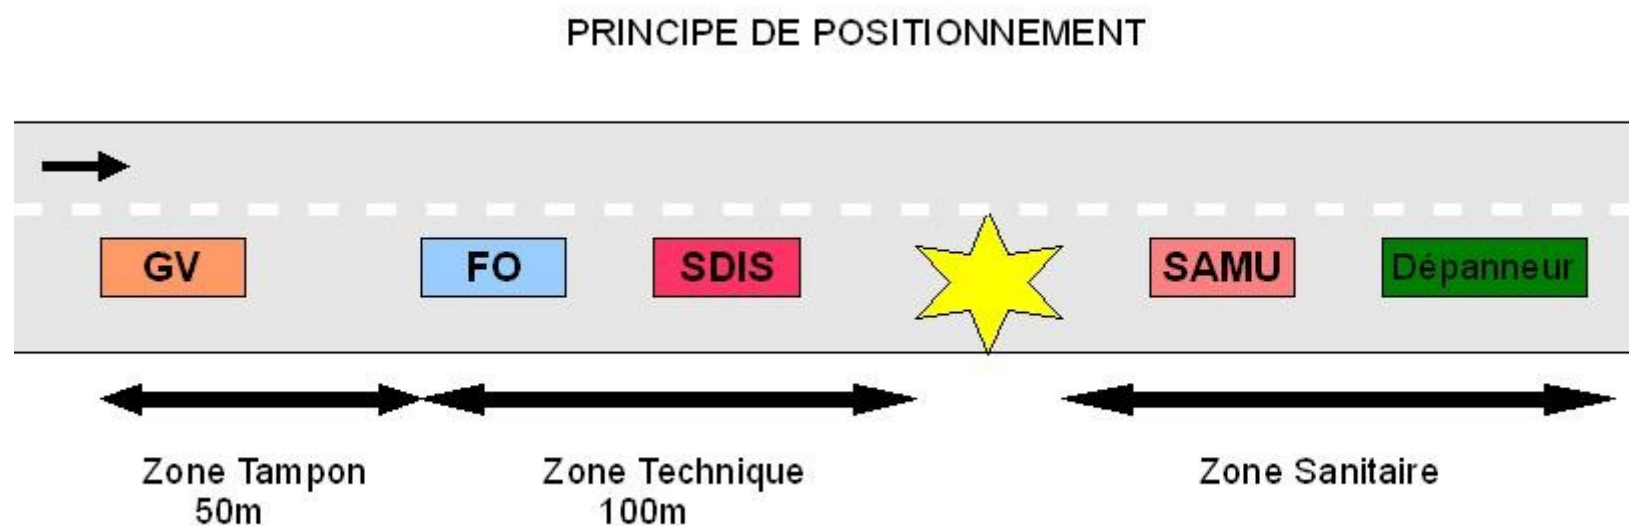 PRINCIPE DE POSITIONNEMENT
GV
FO
SDIS
SAMU
Dépanneur
Zone Tampon
50m
Zone Technique
100m
Zone Sanitaire